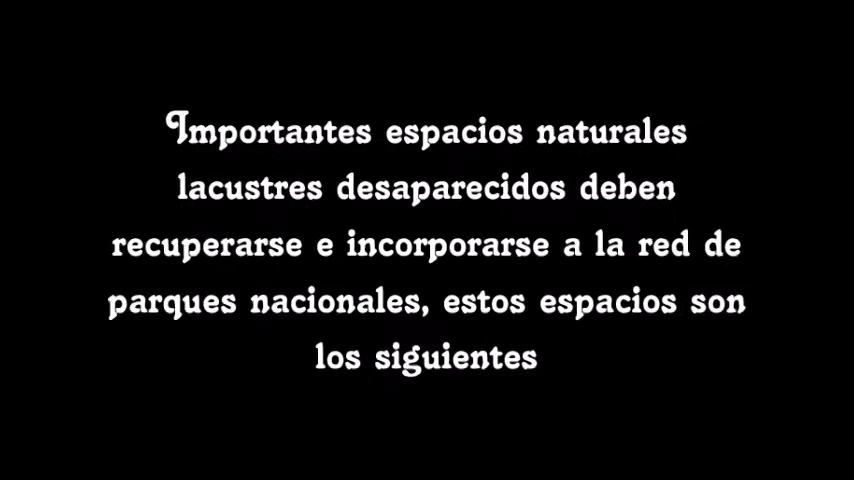 Importantes espacios naturales
lacustres desaparecidos deben
recuperarse e incorporarse a la red de
parques nacionales, estos espacios son
los siguientes